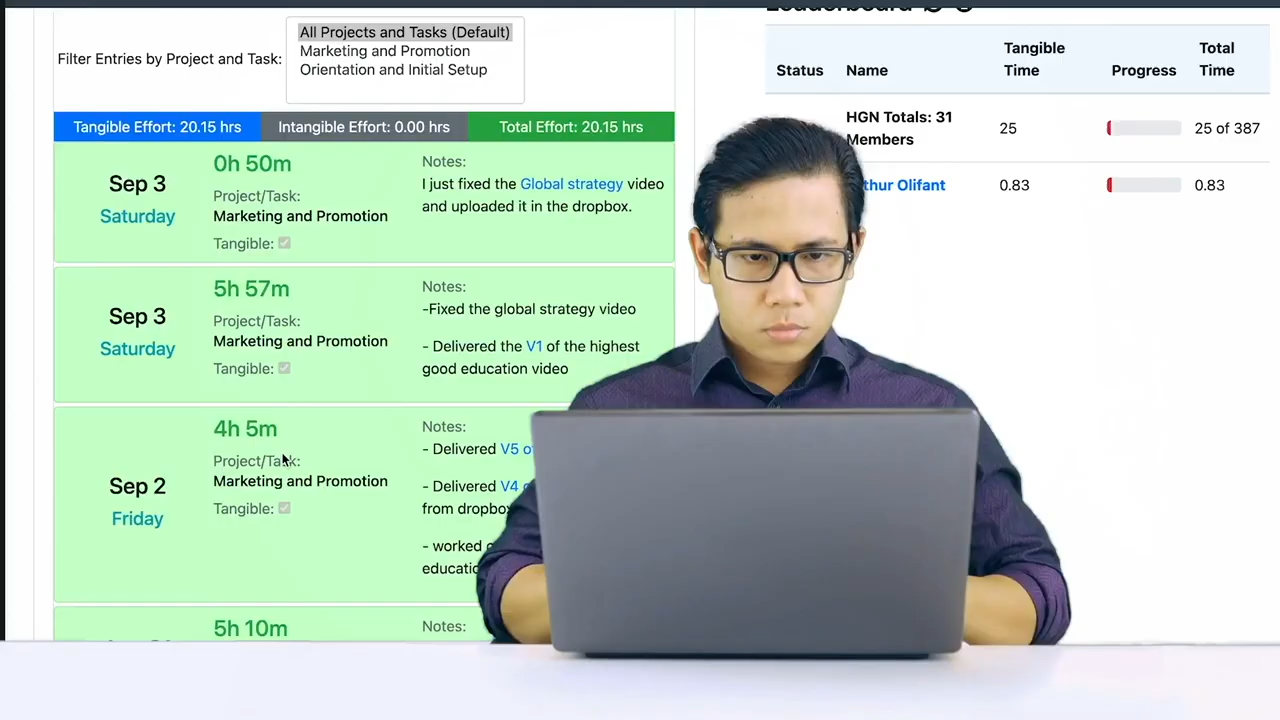 Filter Entries by Project and Task:
All Projects and Tasks (Default)
Marketing and Promotion
Orientation and Initial Setup
Tangible Effort: 20.15 hrs
Intangible Effort: 0.00 hrs
Total Effort: 20.15 hrs
Sep 3
Saturday
0h 50m
Project/Task:
Marketing and Promotion
Tangible:
Notes:
I just fixed the Global strategy video
and uploaded it in the dropbox.
Sep 3
Saturday
5h 57m
Project/Task:
Marketing and Promotion
Tangible:
Notes:
-Fixed the global strategy video
- Delivered the V1 of the highest
good education video
Sep 2
Friday
4h 5m
Project/Task:
Marketing and Promotion
Tangible:
Notes:
- Delivered V5
- Delivered V4
from
- worked
5h 10m
Notes:
Leaderboard
Status
Name
Tangible
Time
Progress
Total
Time
HGN Totals: 31
Members
25
25 of 387
Olifant
0.83
0.83